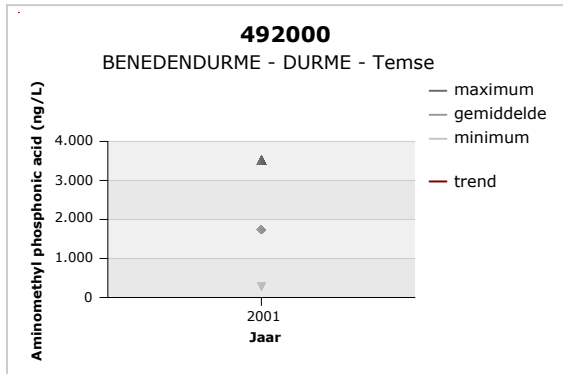 492000
BENEDENDURME - DURME - Temse
maximum
gemiddelde
minimum
trend
Aminomethyl phosphonic acid (ng/L)
4.000
3.000
2.000
1.000
0
2001
Jaar